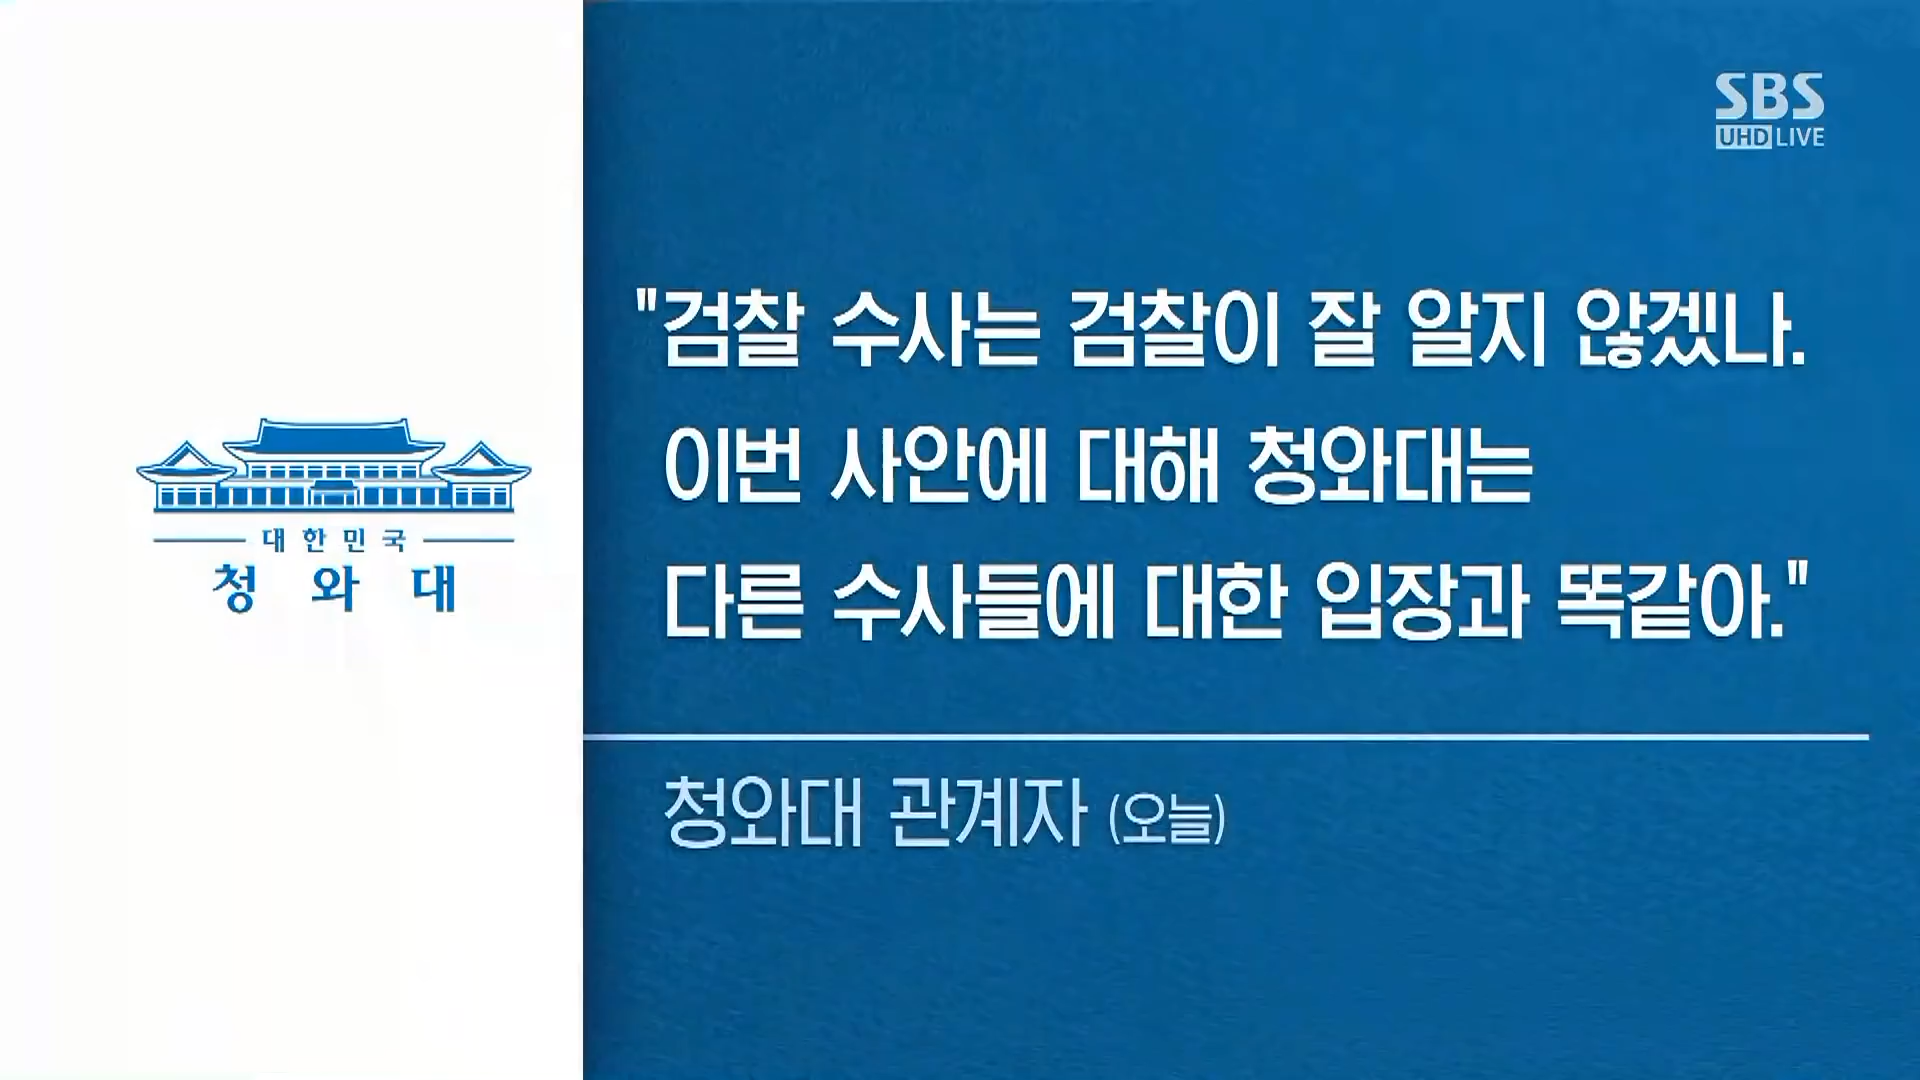 SBS
UHD LIVE
"검찰 수사는 검찰이 잘 알지 않겠나.
이번 사안에 대해 청와대는
다른 수사들에 대한 입장과 똑같아."
대한민국
청와대
청와대 관계자 (오늘)